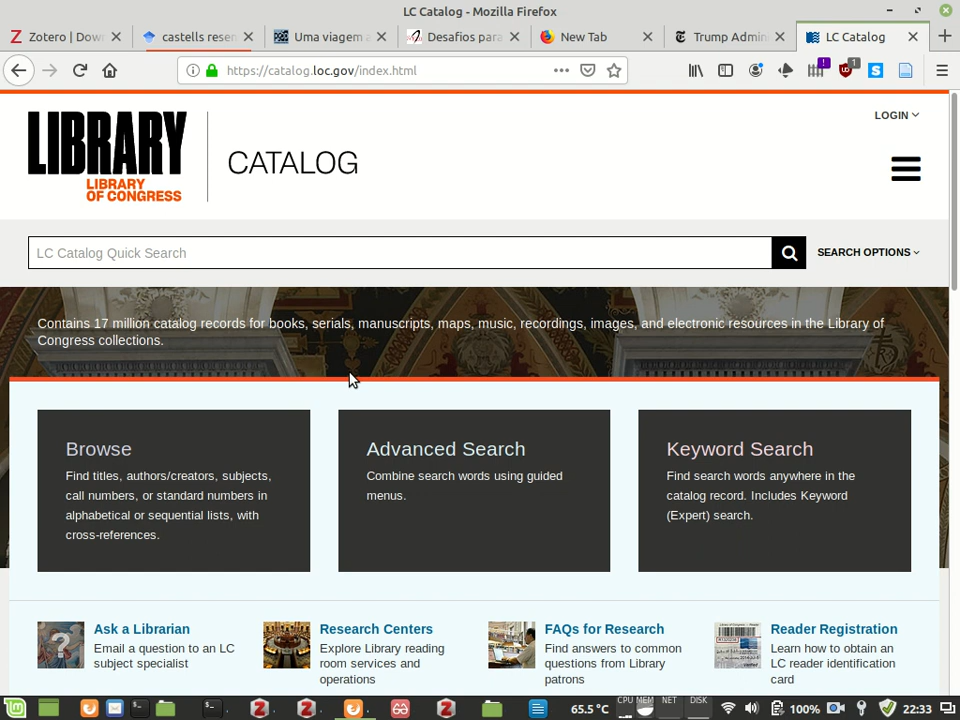 LC Catalog - Mozilla Firefox
Zotero | Dow
castells rese
Uma viagem a
Desafios para
New Tab
Trump Admin
LC Catalog
https://catalog.loc.gov/index.html
LOGIN
LIBRARY
LIBRARY
OF CONGRESS
CATALOG
LC Catalog Quick Search
SEARCH OPTIONS
Contains 17 million catalog records for books, serials, manuscripts, maps, music, recordings, images, and electronic resources in the Library of
Congress collections.
Browse
Find titles, authors/creators, subjects,
call numbers, or standard numbers in
alphabetical or sequential lists, with
cross-references.
Advanced Search
Combine search words using guided
menus.
Keyword Search
Find search words anywhere in the
catalog record. Includes Keyword
(Expert) search.
Ask a Librarian
Email a question to an LC
subject specialist
Research Centers
Explore Library reading
room services and
operations
FAQs for Research
Find answers to common
questions from Library
patrons
Reader Registration
Learn how to obtain an
LC reader identification
card
65.5°C
CPU MEM NET DISK
100%
22:33